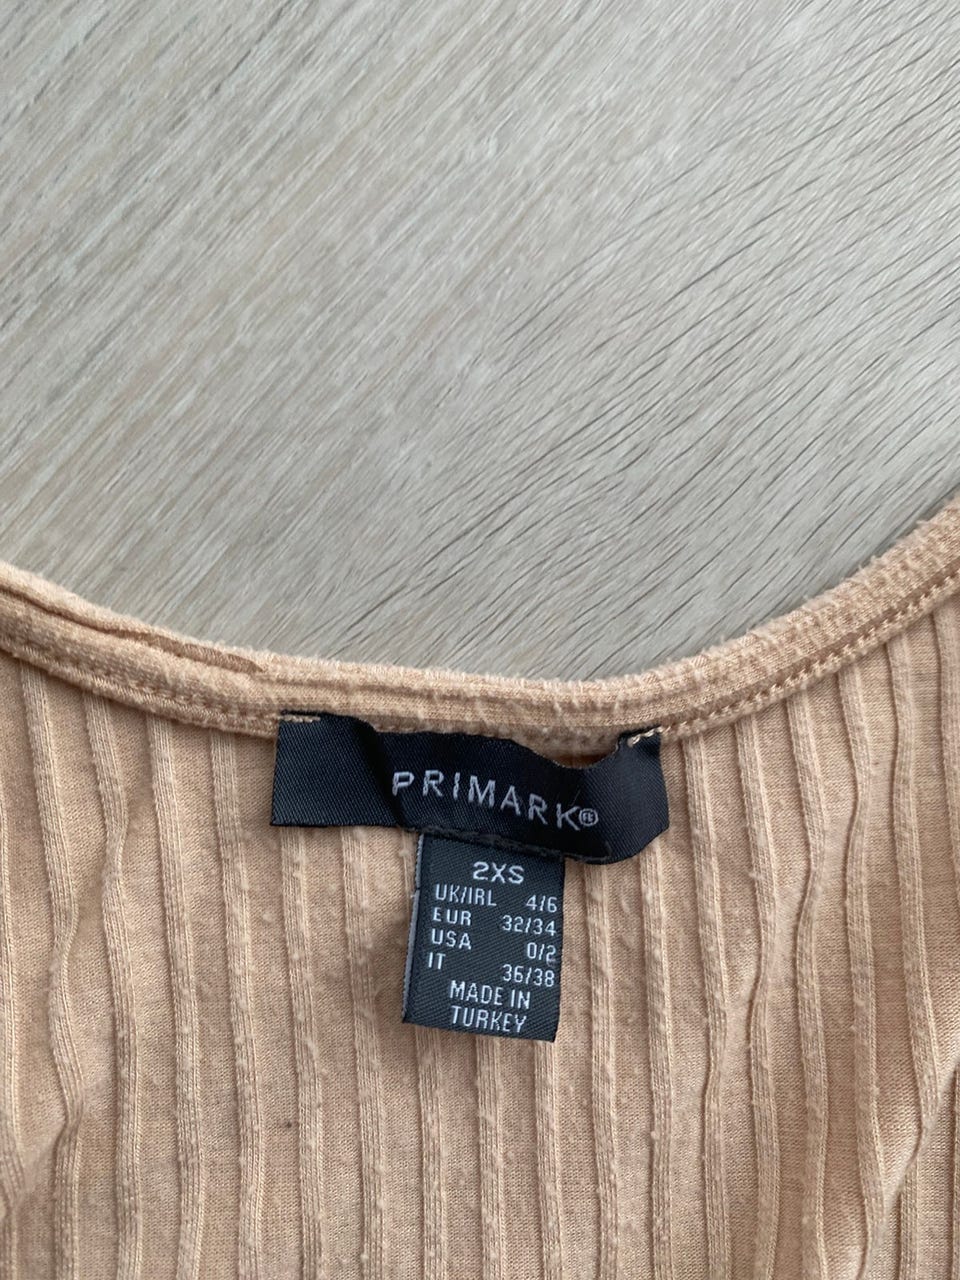 PRIMARK®
2XS
UK/IRL 4/6
EUR 32/34
USA 0/2
IT 36/38
MADE IN
TURKEY